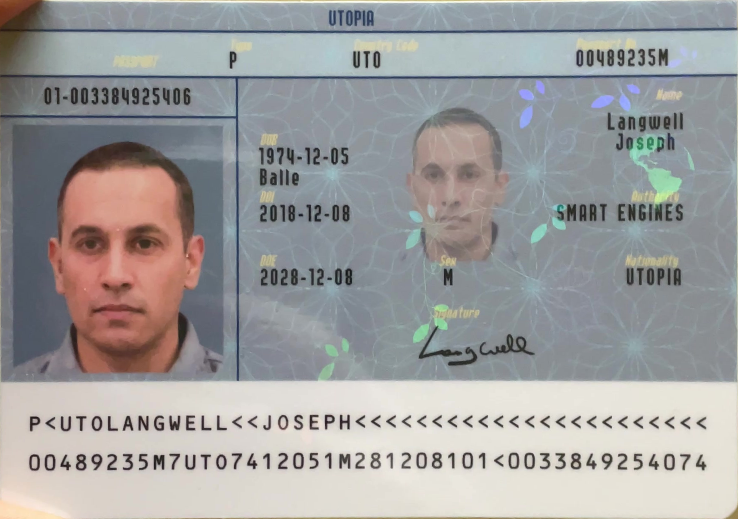 UTOPIA
PASSPORT
Type
P
Country Code
UTO
Passport No
00489235M
01-003384925406
Name
Langwell
Joseph
DOB
1974-12-05
Balle
Authority
SMART ENGINES
DOI
2018-12-08
DOE
2028-12-08
Sex
M
Nationality
UTOPIA
Signature
Langwell
P<UTOLANGWELL<<JOSEPH<<<<<<<<<<<<<<<<<<<<<<<
00489235M7UTO7412051M281208101<0033849254074